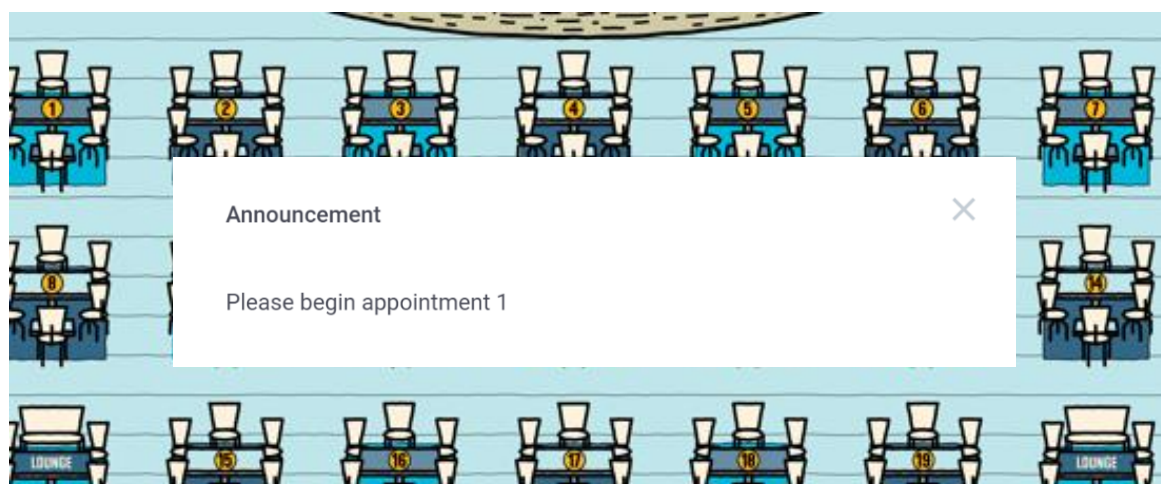 1 2 3 4 5 6 7
Announcement
Please begin appointment 1
8 14
LOUNGE 15 16 17 18 19 LOUNGE